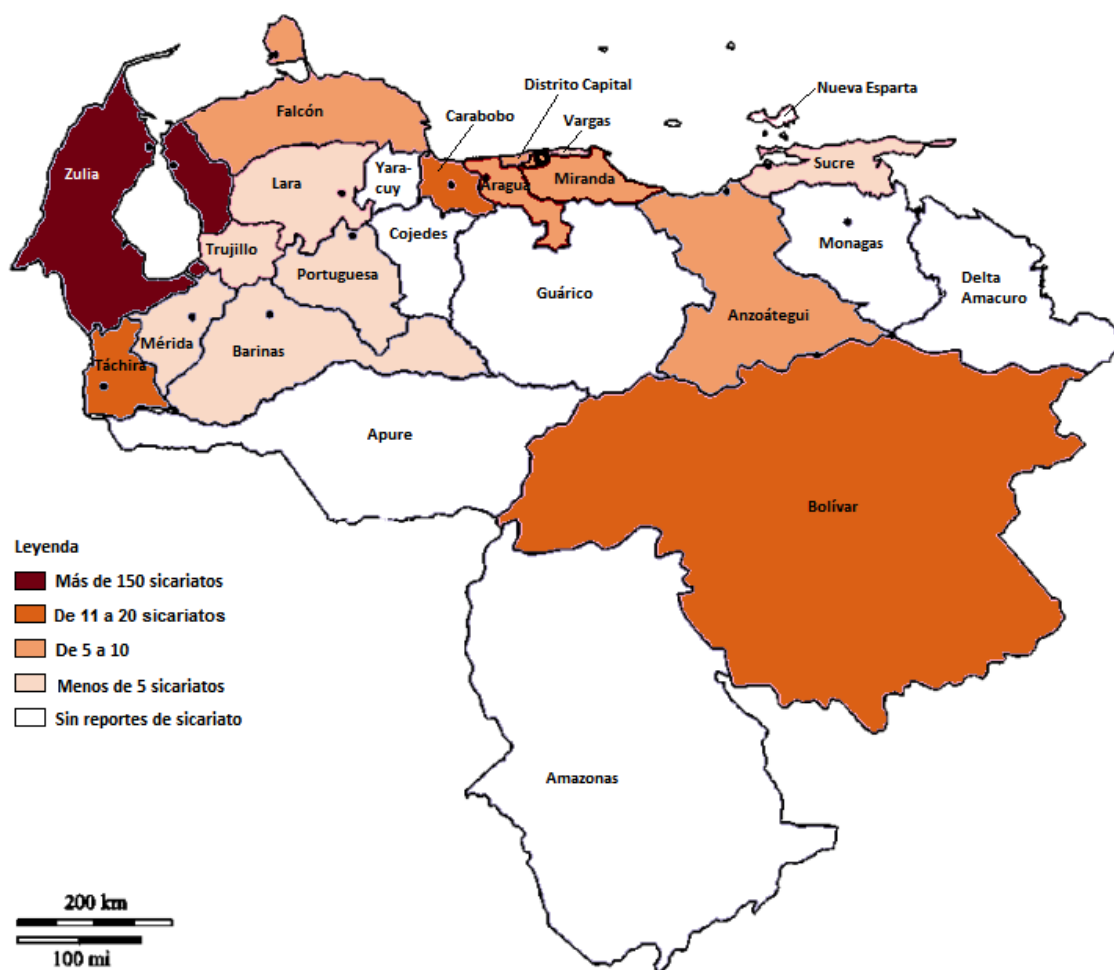 Nueva Esparta
Distrito Capital
Falcón
Carabobo
Vargas
Zulia
Lara
Yara-
cuy
Aragua
Miranda
Sucre
Trujillo
Cojedes
Monagas
Portuguesa
Guárico
Delta
Amacuro
Anzoátegui
Mérida
Barinas
Táchira
Apure
Bolívar
Leyenda
Más de 150 sicariatos
De 11 a 20 sicariatos
De 5 a 10
Menos de 5 sicariatos
Sin reportes de sicariato
Amazonas
200 km
100 mi